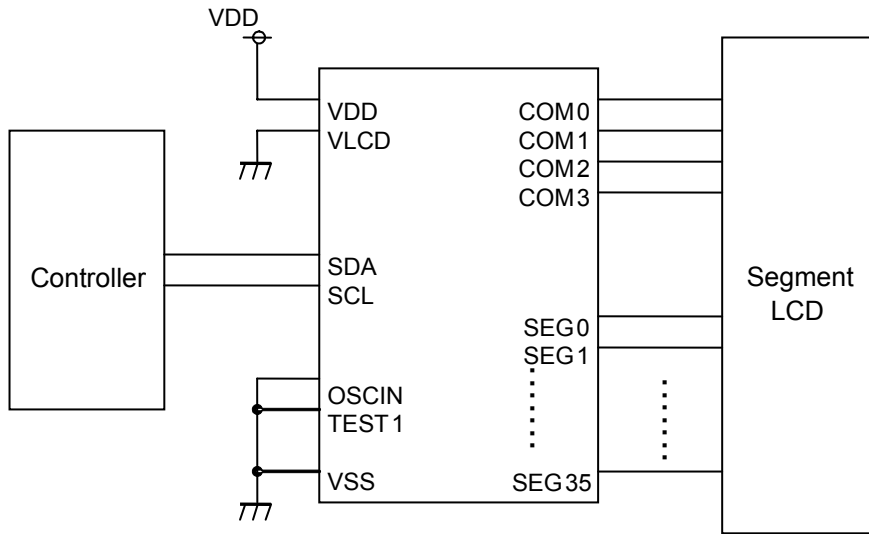 VDD
VDD
VLCD
SDA
SCL
OSCIN
TEST1
VSS
COM0
COM1
COM2
COM3
SEG0
SEG1
SEG35
Controller
Segment
LCD